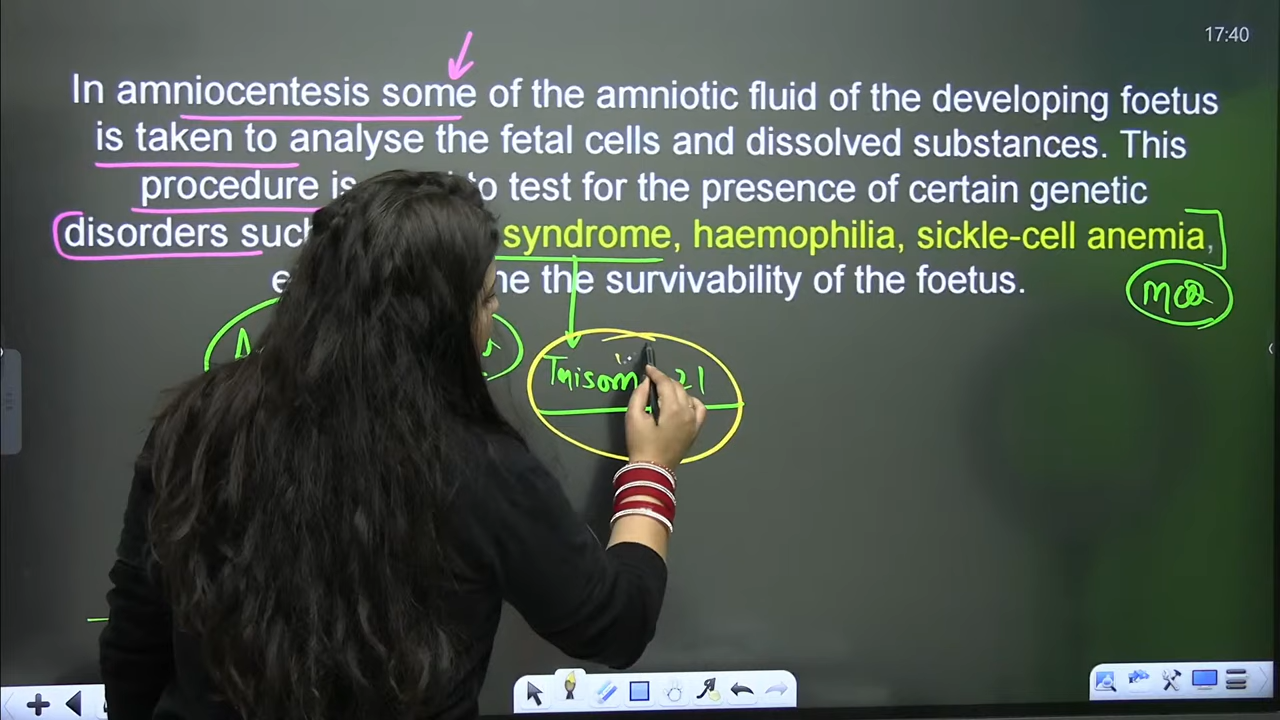 17:40
In amniocentesis some of the amniotic fluid of the developing foetus
is taken to analyse the fetal cells and dissolved substances. This
procedure is to test for the presence of certain genetic
disorders syndrome, haemophilia, sickle-cell anemia,
the survivability of the foetus.
MCQ
21